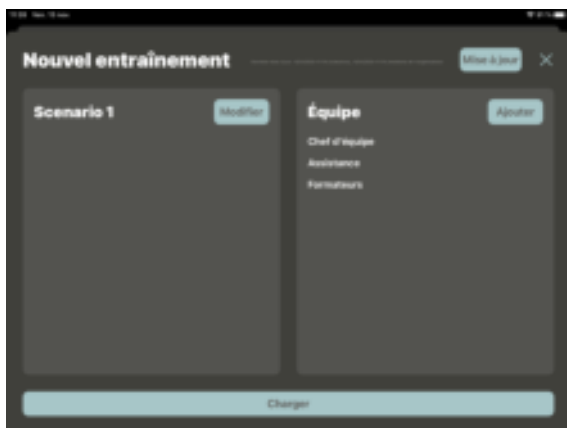 Nouvel entraînement
Mise à jour
Scenario 1
Modifier
Équipe
Ajouter
Chef d'équipe
Assistance
Formateurs
Charger